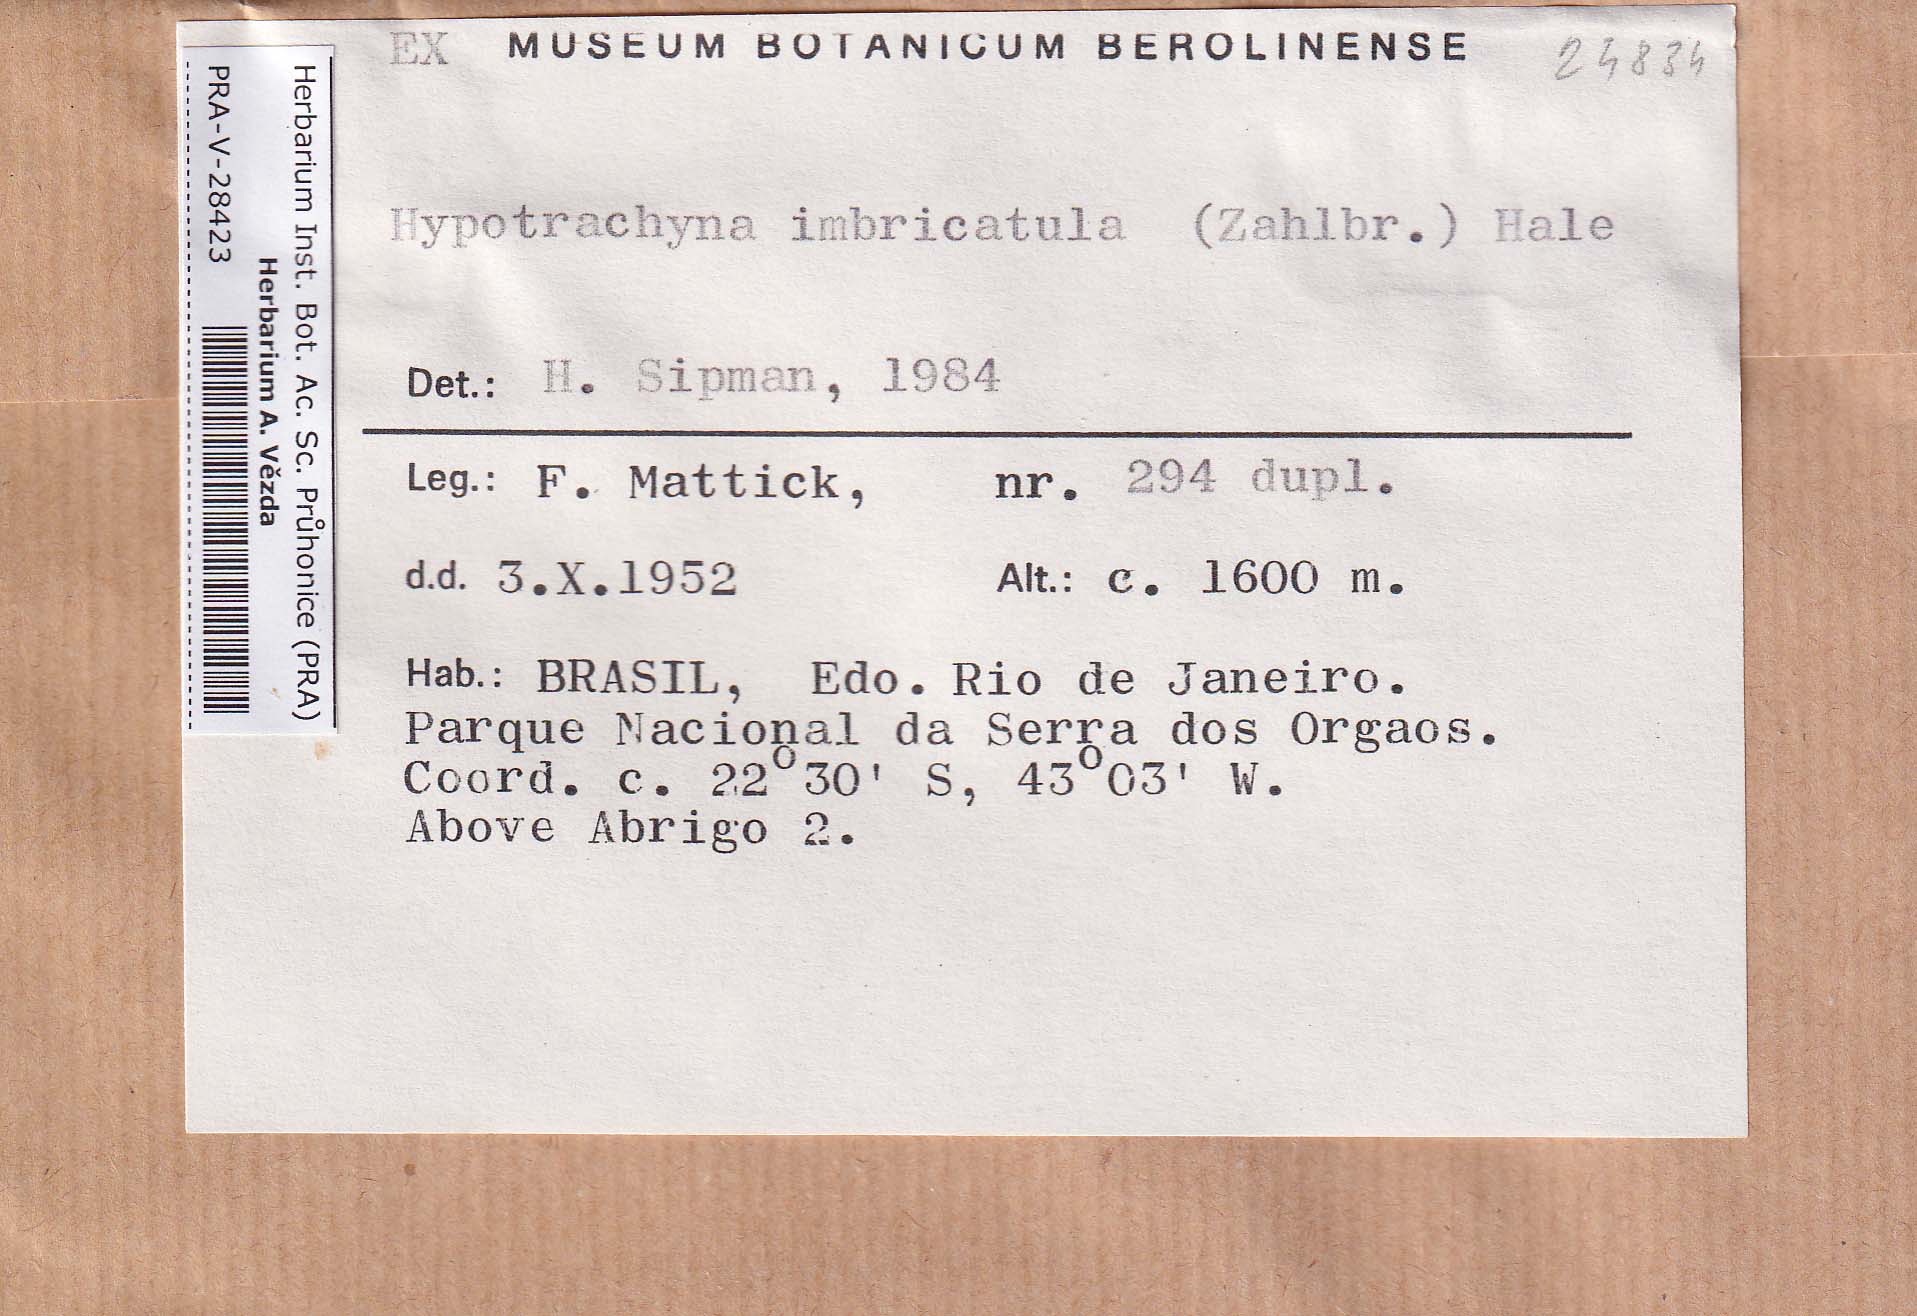 EX MUSEUM BOTANICUM BEROLINENSE
24834
Hypotrachyna imbricatula (Zahlbr.) Hale
Det.: H. Sipman, 1984
Leg.: F. Mattick, nr. 294 dupl.
d.d. 3.X.1952 Alt.: c. 1600 m.
Hab.: BRASIL, Edo. Rio de Janeiro.
Parque Nacional da Serra dos Orgaos.
Coord. c. 22°30' S, 43°03' W.
Above Abrigo 2.
Herbarium Inst. Bot. Ac. Sc. Průhonice (PRA)
Herbarium A. Vězda
PRA-V-28423